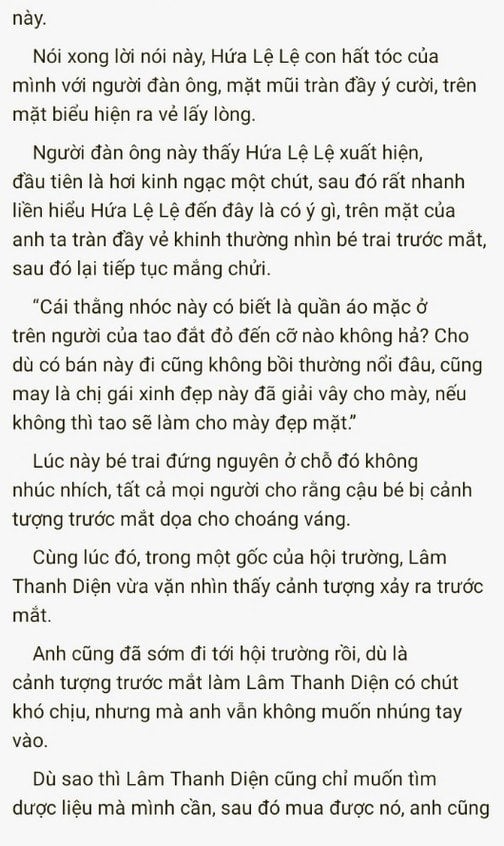 này.
Nói xong lời nói này, Hứa Lệ Lệ con hất tóc của
mình với người đàn ông, mặt mũi tràn đầy ý cười, trên
mặt biểu hiện ra vẻ lấy lòng.
Người đàn ông này thấy Hứa Lệ Lệ xuất hiện,
đầu tiên là hơi kinh ngạc một chút, sau đó rất nhanh
liền hiểu Hứa Lệ Lệ đến đây là có ý gì, trên mặt của
anh ta tràn đầy vẻ khinh thường nhìn bé trai trước mắt,
sau đó lại tiếp tục mắng chửi.
“Cái thằng nhóc này có biết là quần áo mặc ở
trên người của tao đắt đỏ đến cỡ nào không hả? Cho
dù có bán này đi cũng không bồi thường nổi đâu, cũng
may là chị gái xinh đẹp này đã giải vây cho mày, nếu
không thì tao sẽ làm cho mày đẹp mặt.”
Lúc này bé trai đứng nguyên ở chỗ đó không
nhúc nhích, tất cả mọi người cho rằng cậu bé bị cảnh
tượng trước mắt dọa cho choáng váng.
Cùng lúc đó, trong một gốc của hội trường, Lâm
Thanh Diện vừa vặn nhìn thấy cảnh tượng xảy ra trước
mắt.
Anh cũng đã sớm đi tới hội trường rồi, dù là
cảnh tượng trước mắt làm Lâm Thanh Diện có chút
khó chịu, nhưng mà anh vẫn không muốn nhúng tay
vào.
Dù sao thì Lâm Thanh Diện cũng chỉ muốn tìm
dược liệu mà mình cần, sau đó mua được nó, anh cũng